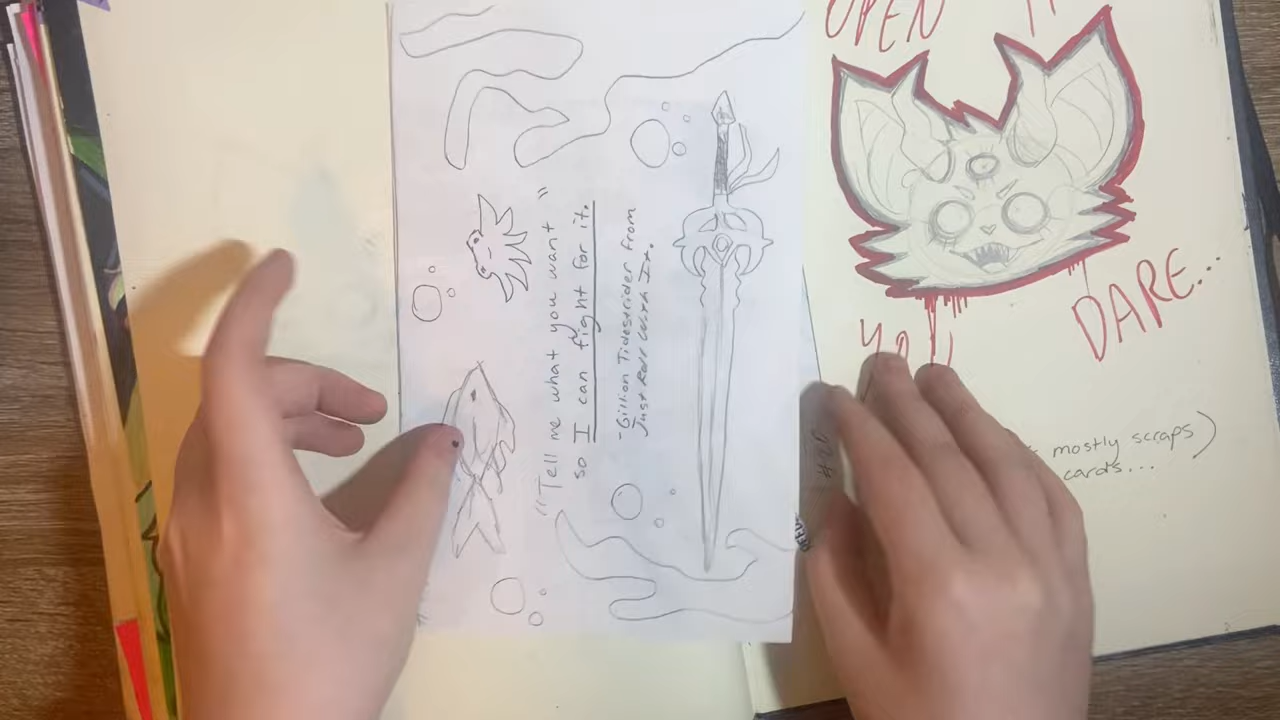 "Tell me what you want
so I can fight for it."
- Gillion Tidestrider from
Just Roll With It.
OPEN
YOU
DARE...
mostly scraps)
cards...